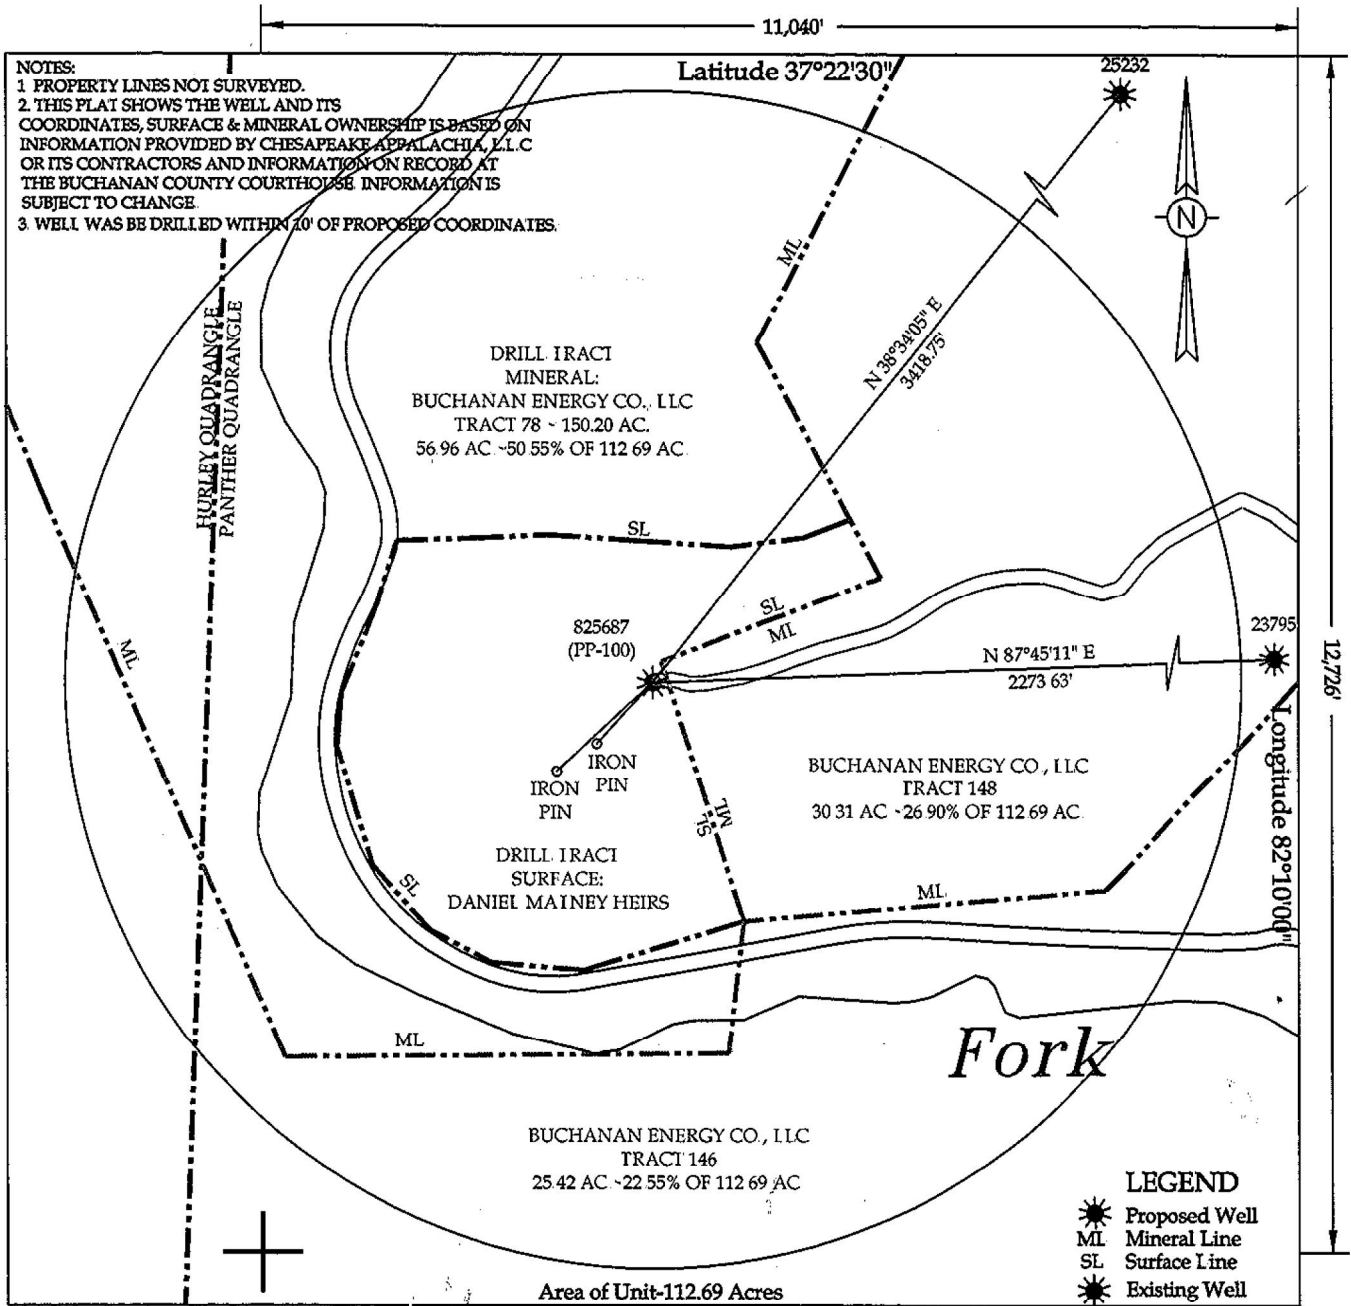 11,040'
NOTES:
1 PROPERTY LINES NOT SURVEYED.
2. THIS PLAT SHOWS THE WELL AND ITS
COORDINATES, SURFACE & MINERAL OWNERSHIP IS BASED ON
INFORMATION PROVIDED BY CHESAPEAKE APPALACHIA, L.L.C
OR ITS CONTRACTORS AND INFORMATION ON RECORD AT
THE BUCHANAN COUNTY COURTHOUSE. INFORMATION IS
SUBJECT TO CHANGE.
3. WELL WAS BE DRILLED WITHIN 10' OF PROPOSED COORDINATES.
Latitude 37°22'30"
25232
N
ML
HURLEY QUADRANGLE
PANTHER QUADRANGLE
N 38°34'05" E
3418.75'
DRILL TRACT
MINERAL:
BUCHANAN ENERGY CO., LLC
TRACT 78 ~ 150.20 AC.
56.96 AC. ~50.55% OF 112 69 AC.
SL
SL
ML
ML
825687
(PP-100)
23795
N 87°45'11" E
2273 63'
12,726'
Longitude 82°10'00"
IRON
PIN
IRON
PIN
ML
SL
BUCHANAN ENERGY CO., LLC
TRACT 148
30 31 AC ~26.90% OF 112 69 AC.
DRILL TRACT
SURFACE:
DANIEL MATNEY HEIRS
SL
ML
ML
Fork
BUCHANAN ENERGY CO., LLC
TRACT 146
25.42 AC. ~22 55% OF 112 69 AC
LEGEND
Proposed Well
ML Mineral Line
SL Surface Line
Existing Well
Area of Unit-112.69 Acres